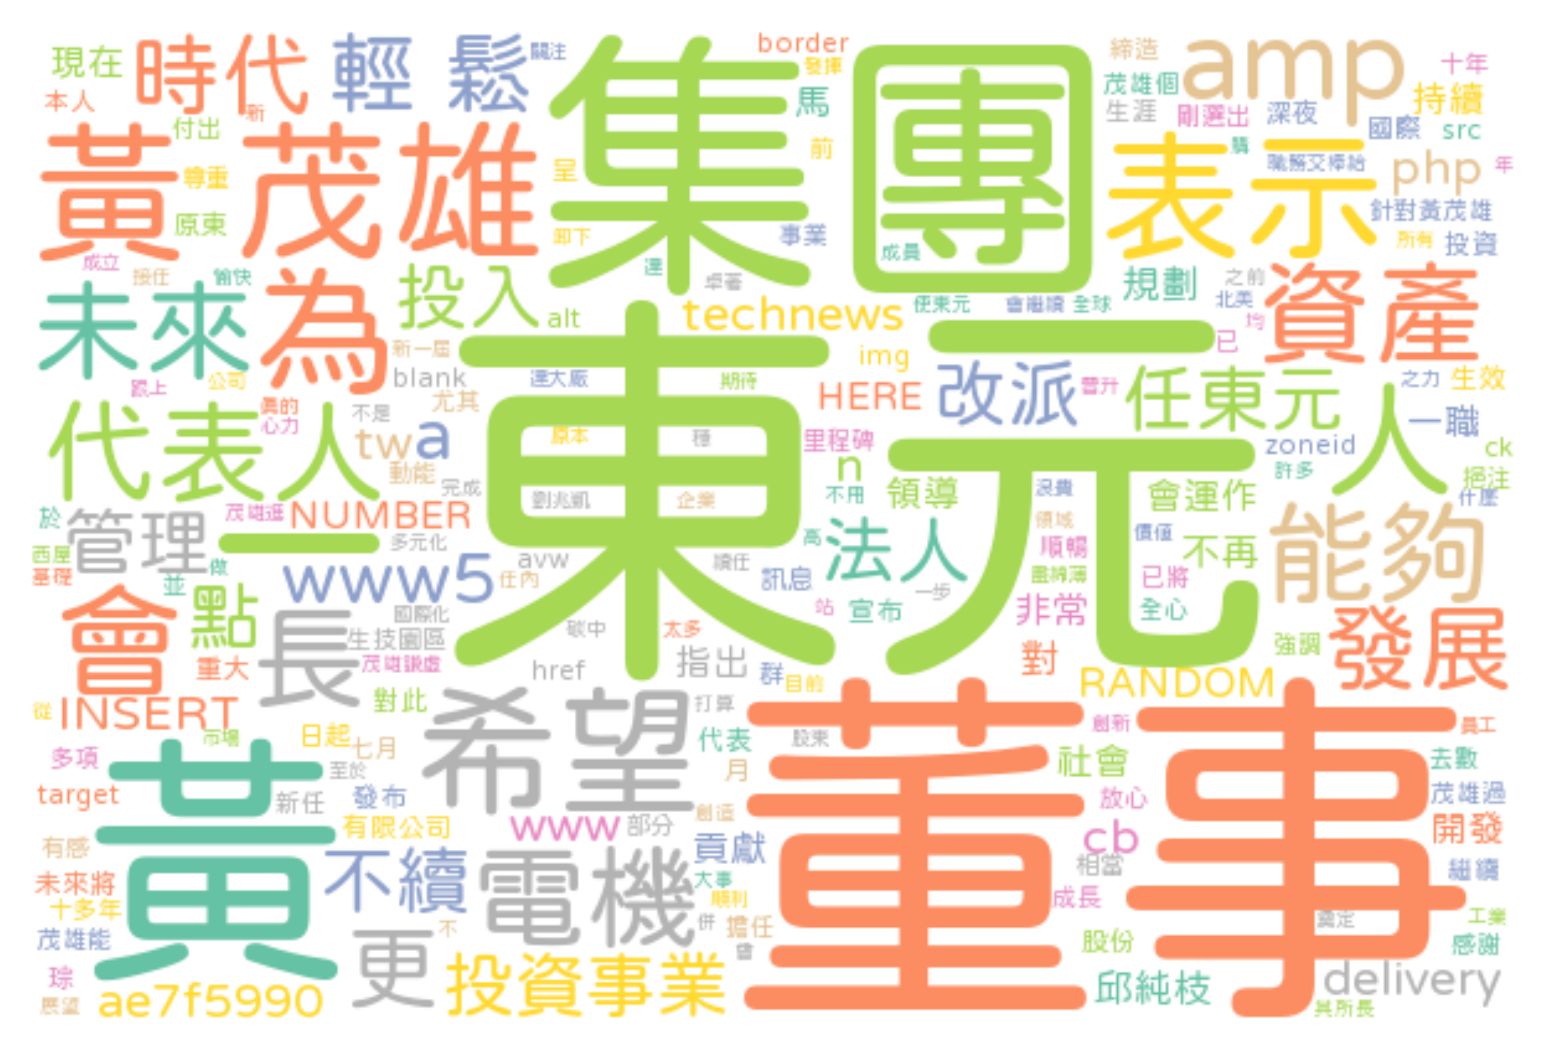 現在
時代
輕鬆
關注
集團
border
發揮
締造
amp
十年
本人
新
馬
茂雄個
生涯
剛選出
深夜
持續
付出
前
國際
src
黃茂雄
尊重
呈
表示
職務交棒給
php
年
原東
卸下
事業
成員
針對黃茂雄
所有
投資
成立
接任
愉快
卓著
規劃
之前
資產
未來
為
投入
alt
technews
使東元
會繼續
全球
北美
均
已
新一屆
img
跟上
公司
blank
達大廠
期待
HERE
改派
晉升
任東元
人
之力
生效
代表人
真的
心力
不是
尤其
tw
a
東元
原本
種
里程碑
一職
zoneid
ck
動能
n
不用
領導
浪費
許多
挹注
會運作
什麼
完成
劉兆凱
企業
於
管理
茂雄逛
NUMBER
一
多元化
領域
價值
能夠
西屋
基礎
做
並
www5
avw
任內
續任
高
法人
順暢
不再
訊息
一步
已將
會
點
國際化
站
宣布
非常
全心
長
生技園區
碳中
太多
重大
茂雄謙虛
href
指出
群
目前
對
強調
發展
從
INSERT
對此
希望
打算
RANDOM
市場
日起
七月
代表
股東
董事
創新
員工
多項
至於
月
社會
去數
target
黃
新任
發布
創造
放心
茂雄過
有限公司
www
部分
cb
開發
有感
不續
電機
貢獻
相當
繼續
未來將
大事
順利
成長
十多年
茂雄能
更
不
併
擔任
曾
股份
奠定
工業
感謝
琮
投資事業
邱純枝
delivery
展望
ae7f5990
其所長